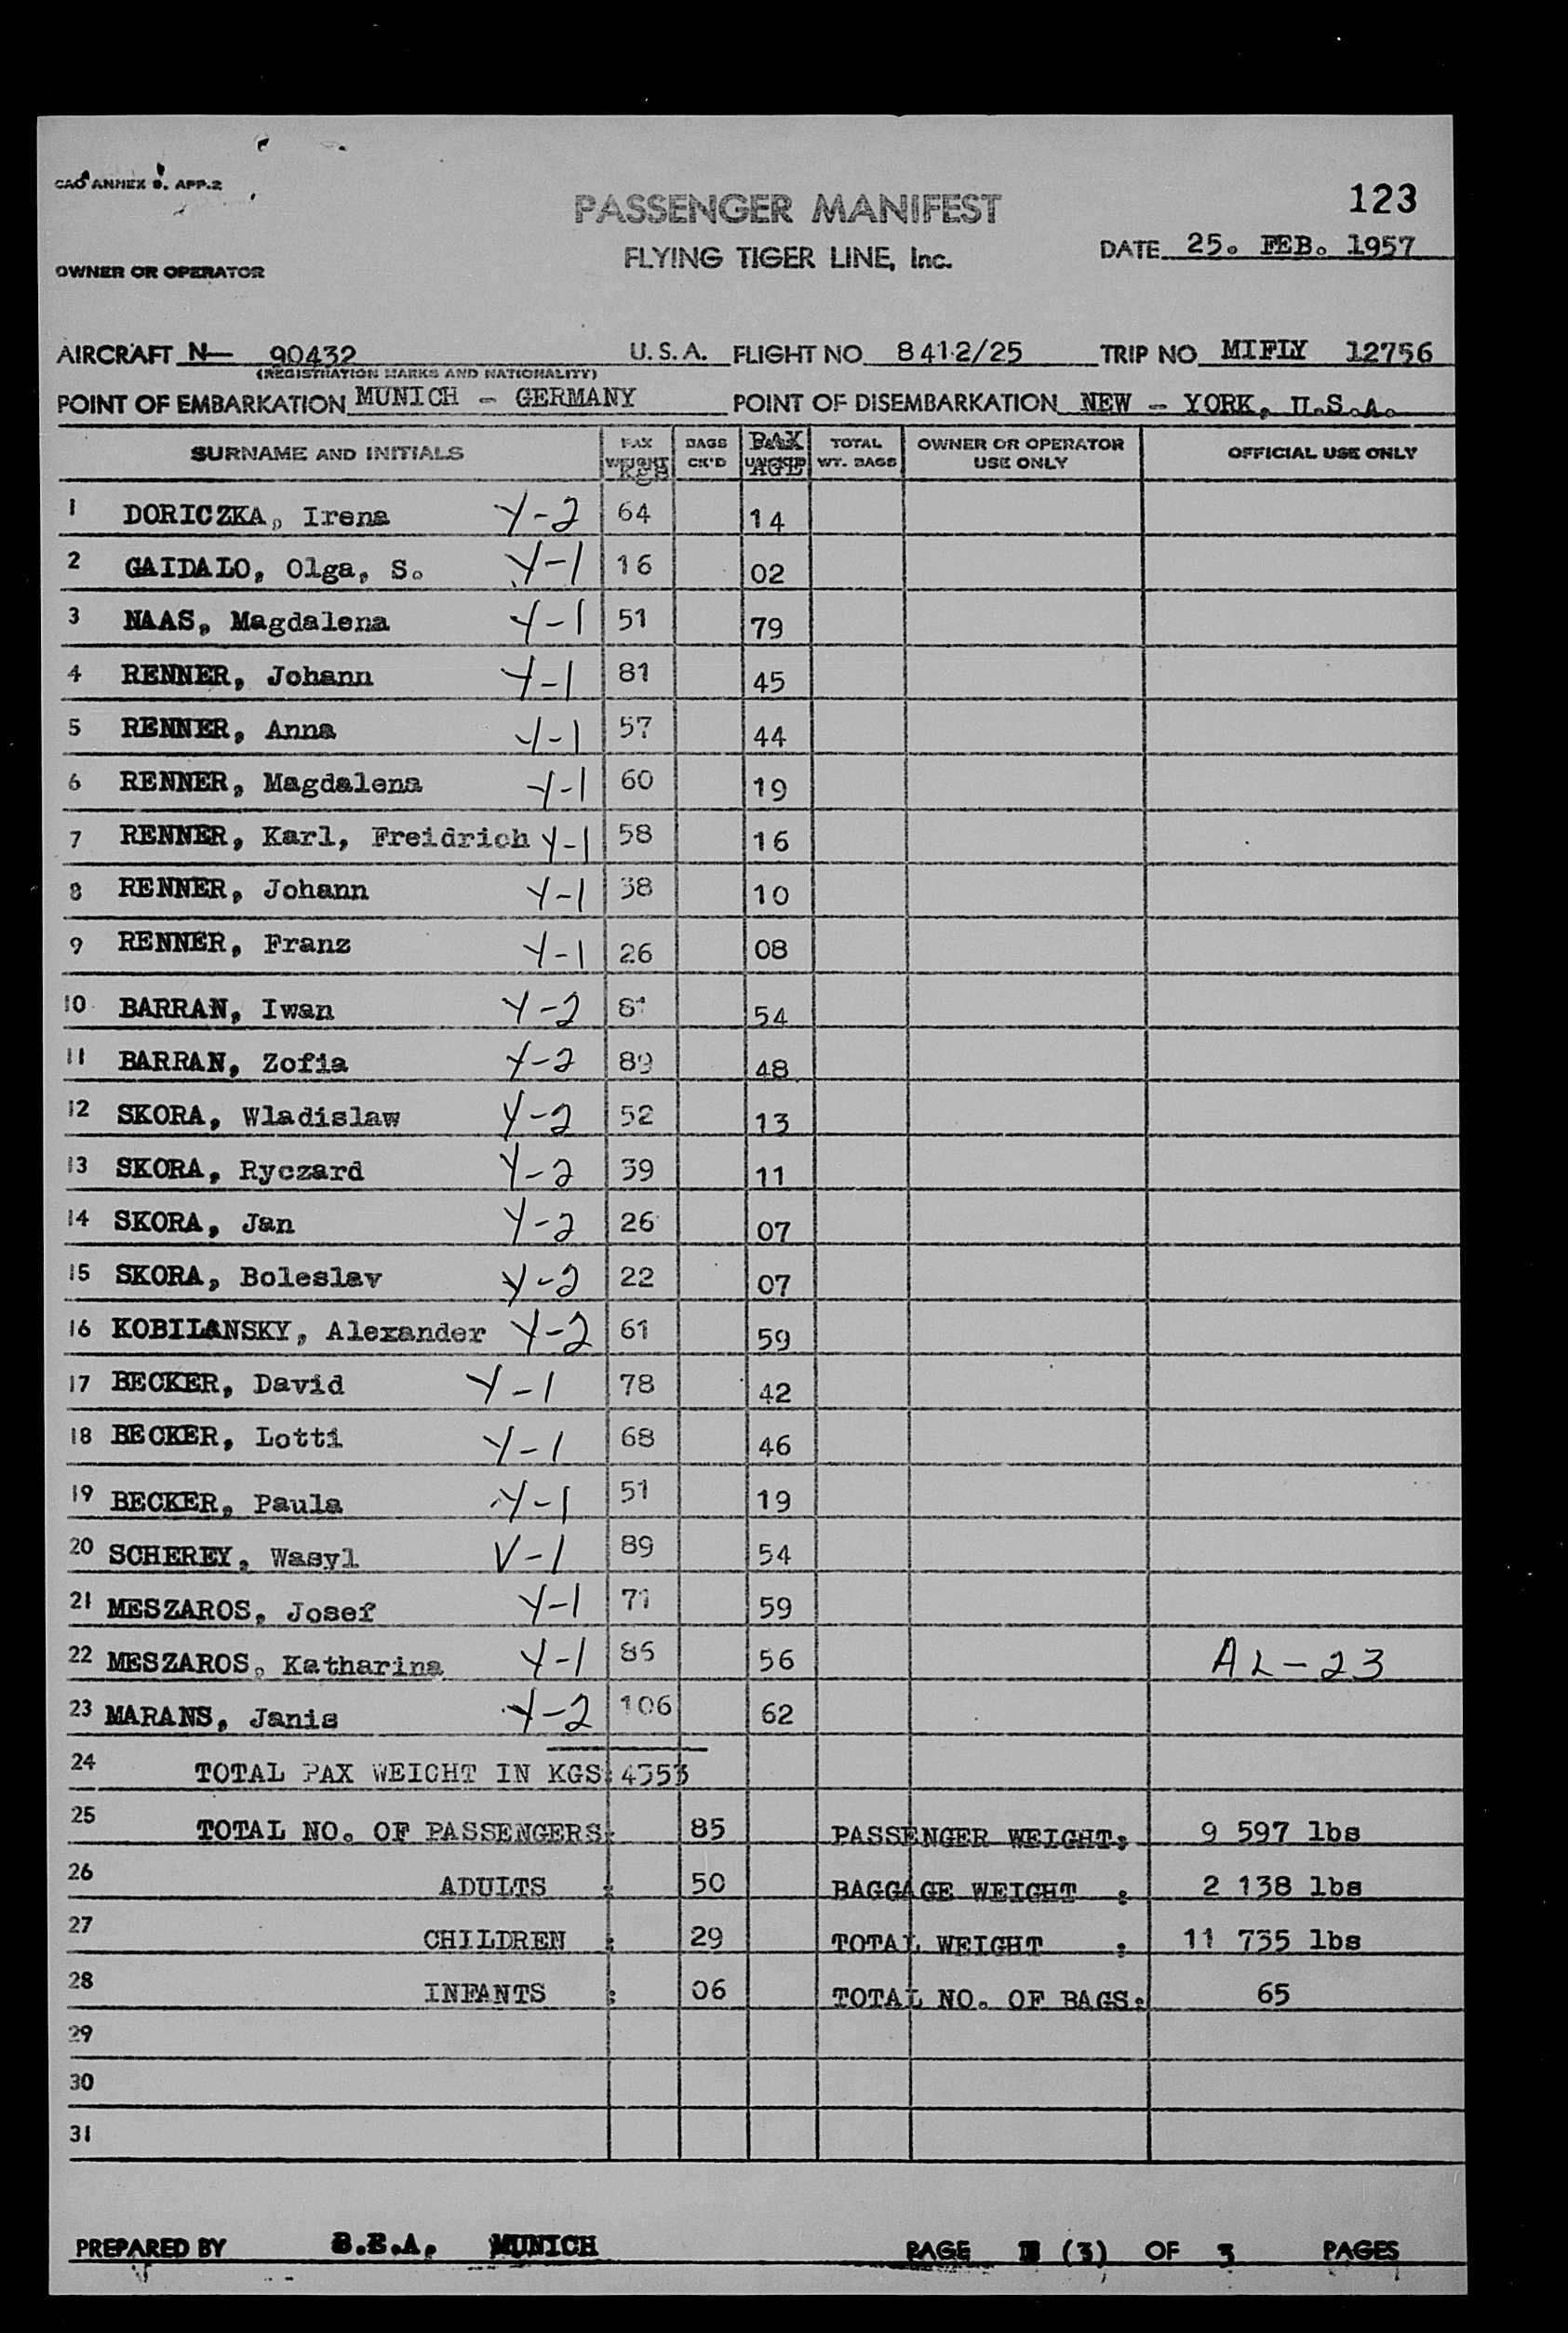 CAO ANNEX 9. APP.2
PASSENGER MANIFEST
123
FLYING TIGER LINE, Inc.
DATE 25. FEB. 1957
OWNER OR OPERATOR
AIRCRAFT N— 90432 U.S.A. FLIGHT NO 8412/25 TRIP NO MIFLY 12756
(REGISTRATION MARKS AND NATIONALITY)
POINT OF EMBARKATION MUNICH - GERMANY POINT OF DISEMBARKATION NEW - YORK, U.S.A.
SURNAME AND INITIALS PAX WEIGHT Kgs BAGS CK'D PAX AGE TOTAL WT. BAGS OWNER OR OPERATOR USE ONLY OFFICIAL USE ONLY
1 DORICZKA, Irena Y-2 64 14
2 GAIDALO, Olga, S. Y-1 16 02
3 NAAS, Magdalena Y-1 51 79
4 RENNER, Johann Y-1 81 45
5 RENNER, Anna Y-1 57 44
6 RENNER, Magdalena Y-1 60 19
7 RENNER, Karl, Freidrich Y-1 58 16
8 RENNER, Johann Y-1 38 10
9 RENNER, Franz Y-1 26 08
10 BARRAN, Iwan Y-2 81 54
11 BARRAN, Zofia Y-2 89 48
12 SKORA, Wladislaw Y-2 52 13
13 SKORA, Ryczard Y-2 39 11
14 SKORA, Jan Y-2 26 07
15 SKORA, Boleslav Y-2 22 07
16 KOBILANSKY, Alexander Y-2 61 59
17 BECKER, David Y-1 78 42
18 BECKER, Lotti Y-1 68 46
19 BECKER, Paula Y-1 51 19
20 SCHEREY, Wasyl V-1 89 54
21 MESZAROS, Josef Y-1 71 59
22 MESZAROS, Katharina Y-1 86 56 AL-23
23 MARANS, Janis Y-2 106 62
24 TOTAL PAX WEICHT IN KGS: 4353
25 TOTAL NO. OF PASSENGERS: 85 PASSENGER WEIGHT: 9 597 lbs
26 ADULTS : 50 BAGGAGE WEIGHT : 2 138 lbs
27 CHILDREN : 29 TOTAL WEIGHT : 11 735 lbs
28 INFANTS : 06 TOTAL NO. OF BAGS: 65
29
30
31
PREPARED BY S.E.A. MUNICH PAGE (3) OF 3 PAGES